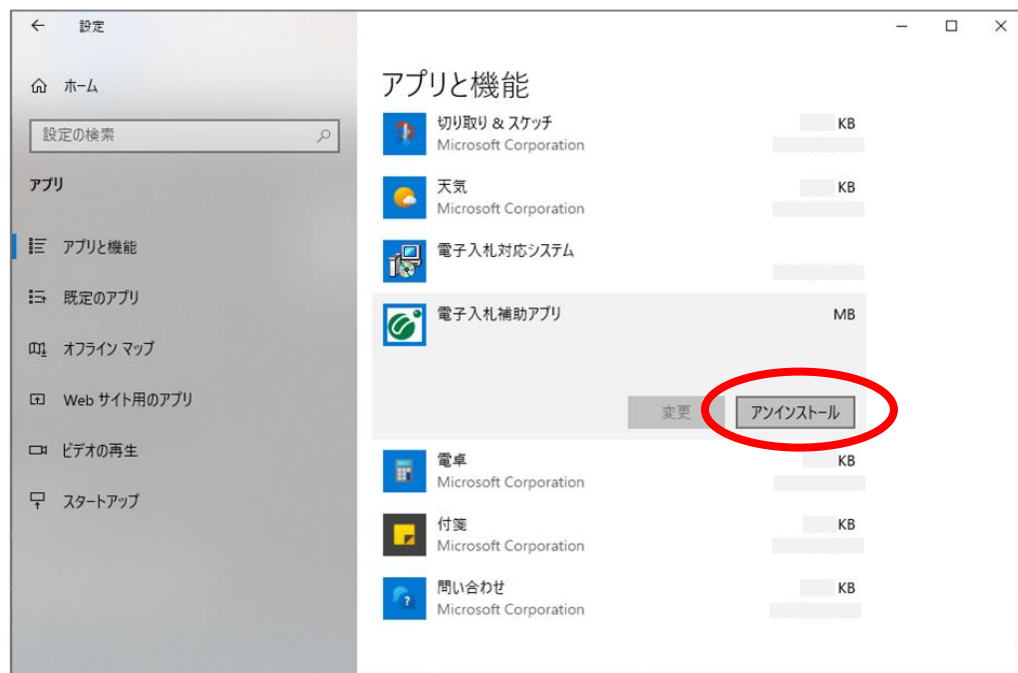 設定
ホーム
設定の検索
アプリ
アプリと機能
既定のアプリ
オフライン マップ
Web サイト用のアプリ
ビデオの再生
スタートアップ
アプリと機能
切り取り & スケッチ
KB
Microsoft Corporation
天気
KB
Microsoft Corporation
電子入札対応システム
電子入札補助アプリ
MB
変更
アンインストール
電卓
KB
Microsoft Corporation
付箋
KB
Microsoft Corporation
問い合わせ
KB
Microsoft Corporation